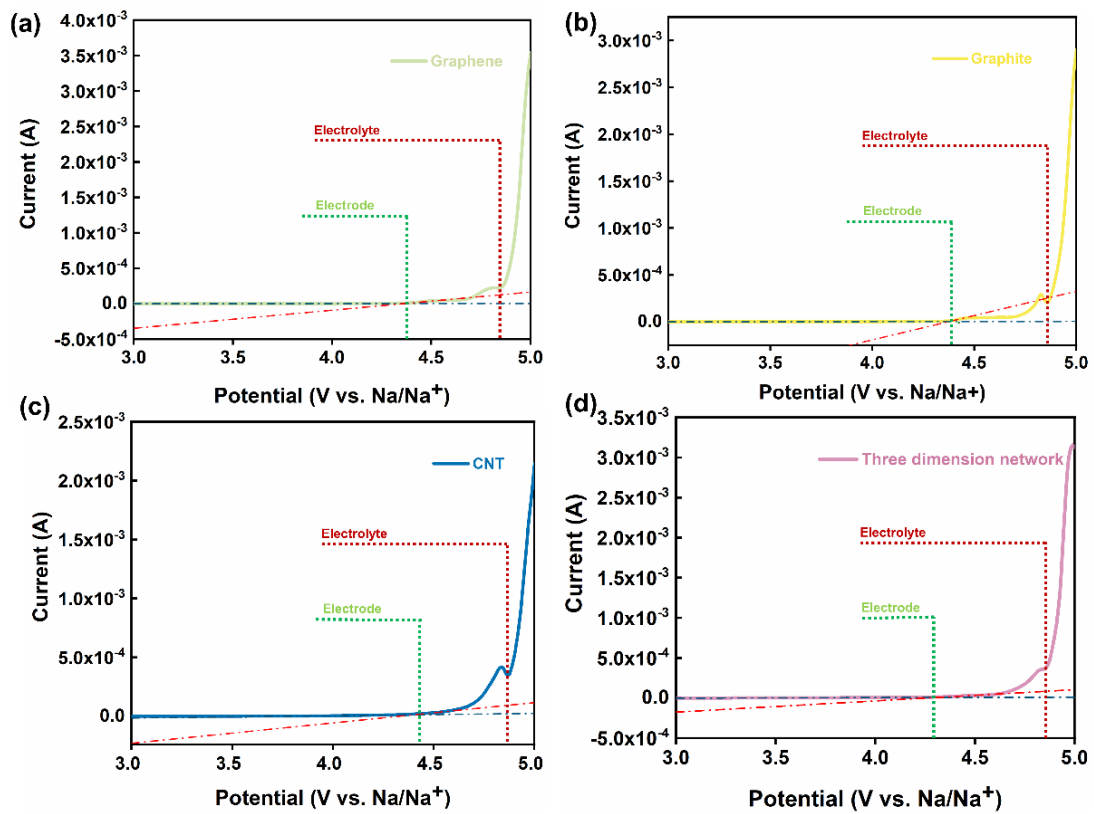 (a)
4.0x10⁻³
3.5x10⁻³
3.0x10⁻³
2.5x10⁻³
2.0x10⁻³
1.5x10⁻³
1.0x10⁻³
5.0x10⁻⁴
0.0
-5.0x10⁻⁴
Current (A)
Graphene
Electrolyte
Electrode
3.0 3.5 4.0 4.5 5.0
Potential (V vs. Na/Na⁺)
(b)
3.0x10⁻³
2.5x10⁻³
2.0x10⁻³
1.5x10⁻³
1.0x10⁻³
5.0x10⁻⁴
0.0
Current (A)
Graphite
Electrolyte
Electrode
3.0 3.5 4.0 4.5 5.0
Potential (V vs. Na/Na+)
(c)
2.5x10⁻³
2.0x10⁻³
1.5x10⁻³
1.0x10⁻³
5.0x10⁻⁴
0.0
Current (A)
CNT
Electrolyte
Electrode
3.0 3.5 4.0 4.5 5.0
Potential (V vs. Na/Na⁺)
(d)
3.5x10⁻³
3.0x10⁻³
2.5x10⁻³
2.0x10⁻³
1.5x10⁻³
1.0x10⁻³
5.0x10⁻⁴
0.0
-5.0x10⁻⁴
Current (A)
Three dimension network
Electrolyte
Electrode
3.0 3.5 4.0 4.5 5.0
Potential (V vs. Na/Na⁺)